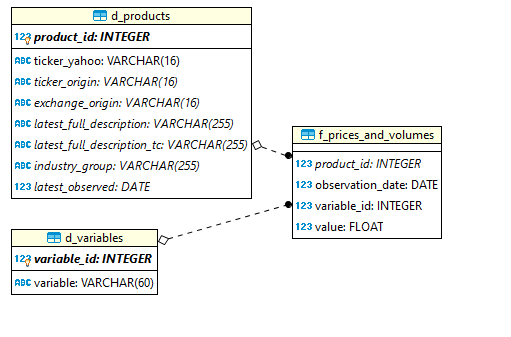 d_products
123 product_id: INTEGER
ABC ticker_yahoo: VARCHAR(16)
ABC ticker_origin: VARCHAR(16)
ABC exchange_origin: VARCHAR(16)
ABC latest_full_description: VARCHAR(255)
ABC latest_full_description_tc: VARCHAR(255)
ABC industry_group: VARCHAR(255)
123 latest_observed: DATE
f_prices_and_volumes
123 product_id: INTEGER
123 observation_date: DATE
123 variable_id: INTEGER
123 value: FLOAT
d_variables
123 variable_id: INTEGER
ABC variable: VARCHAR(60)